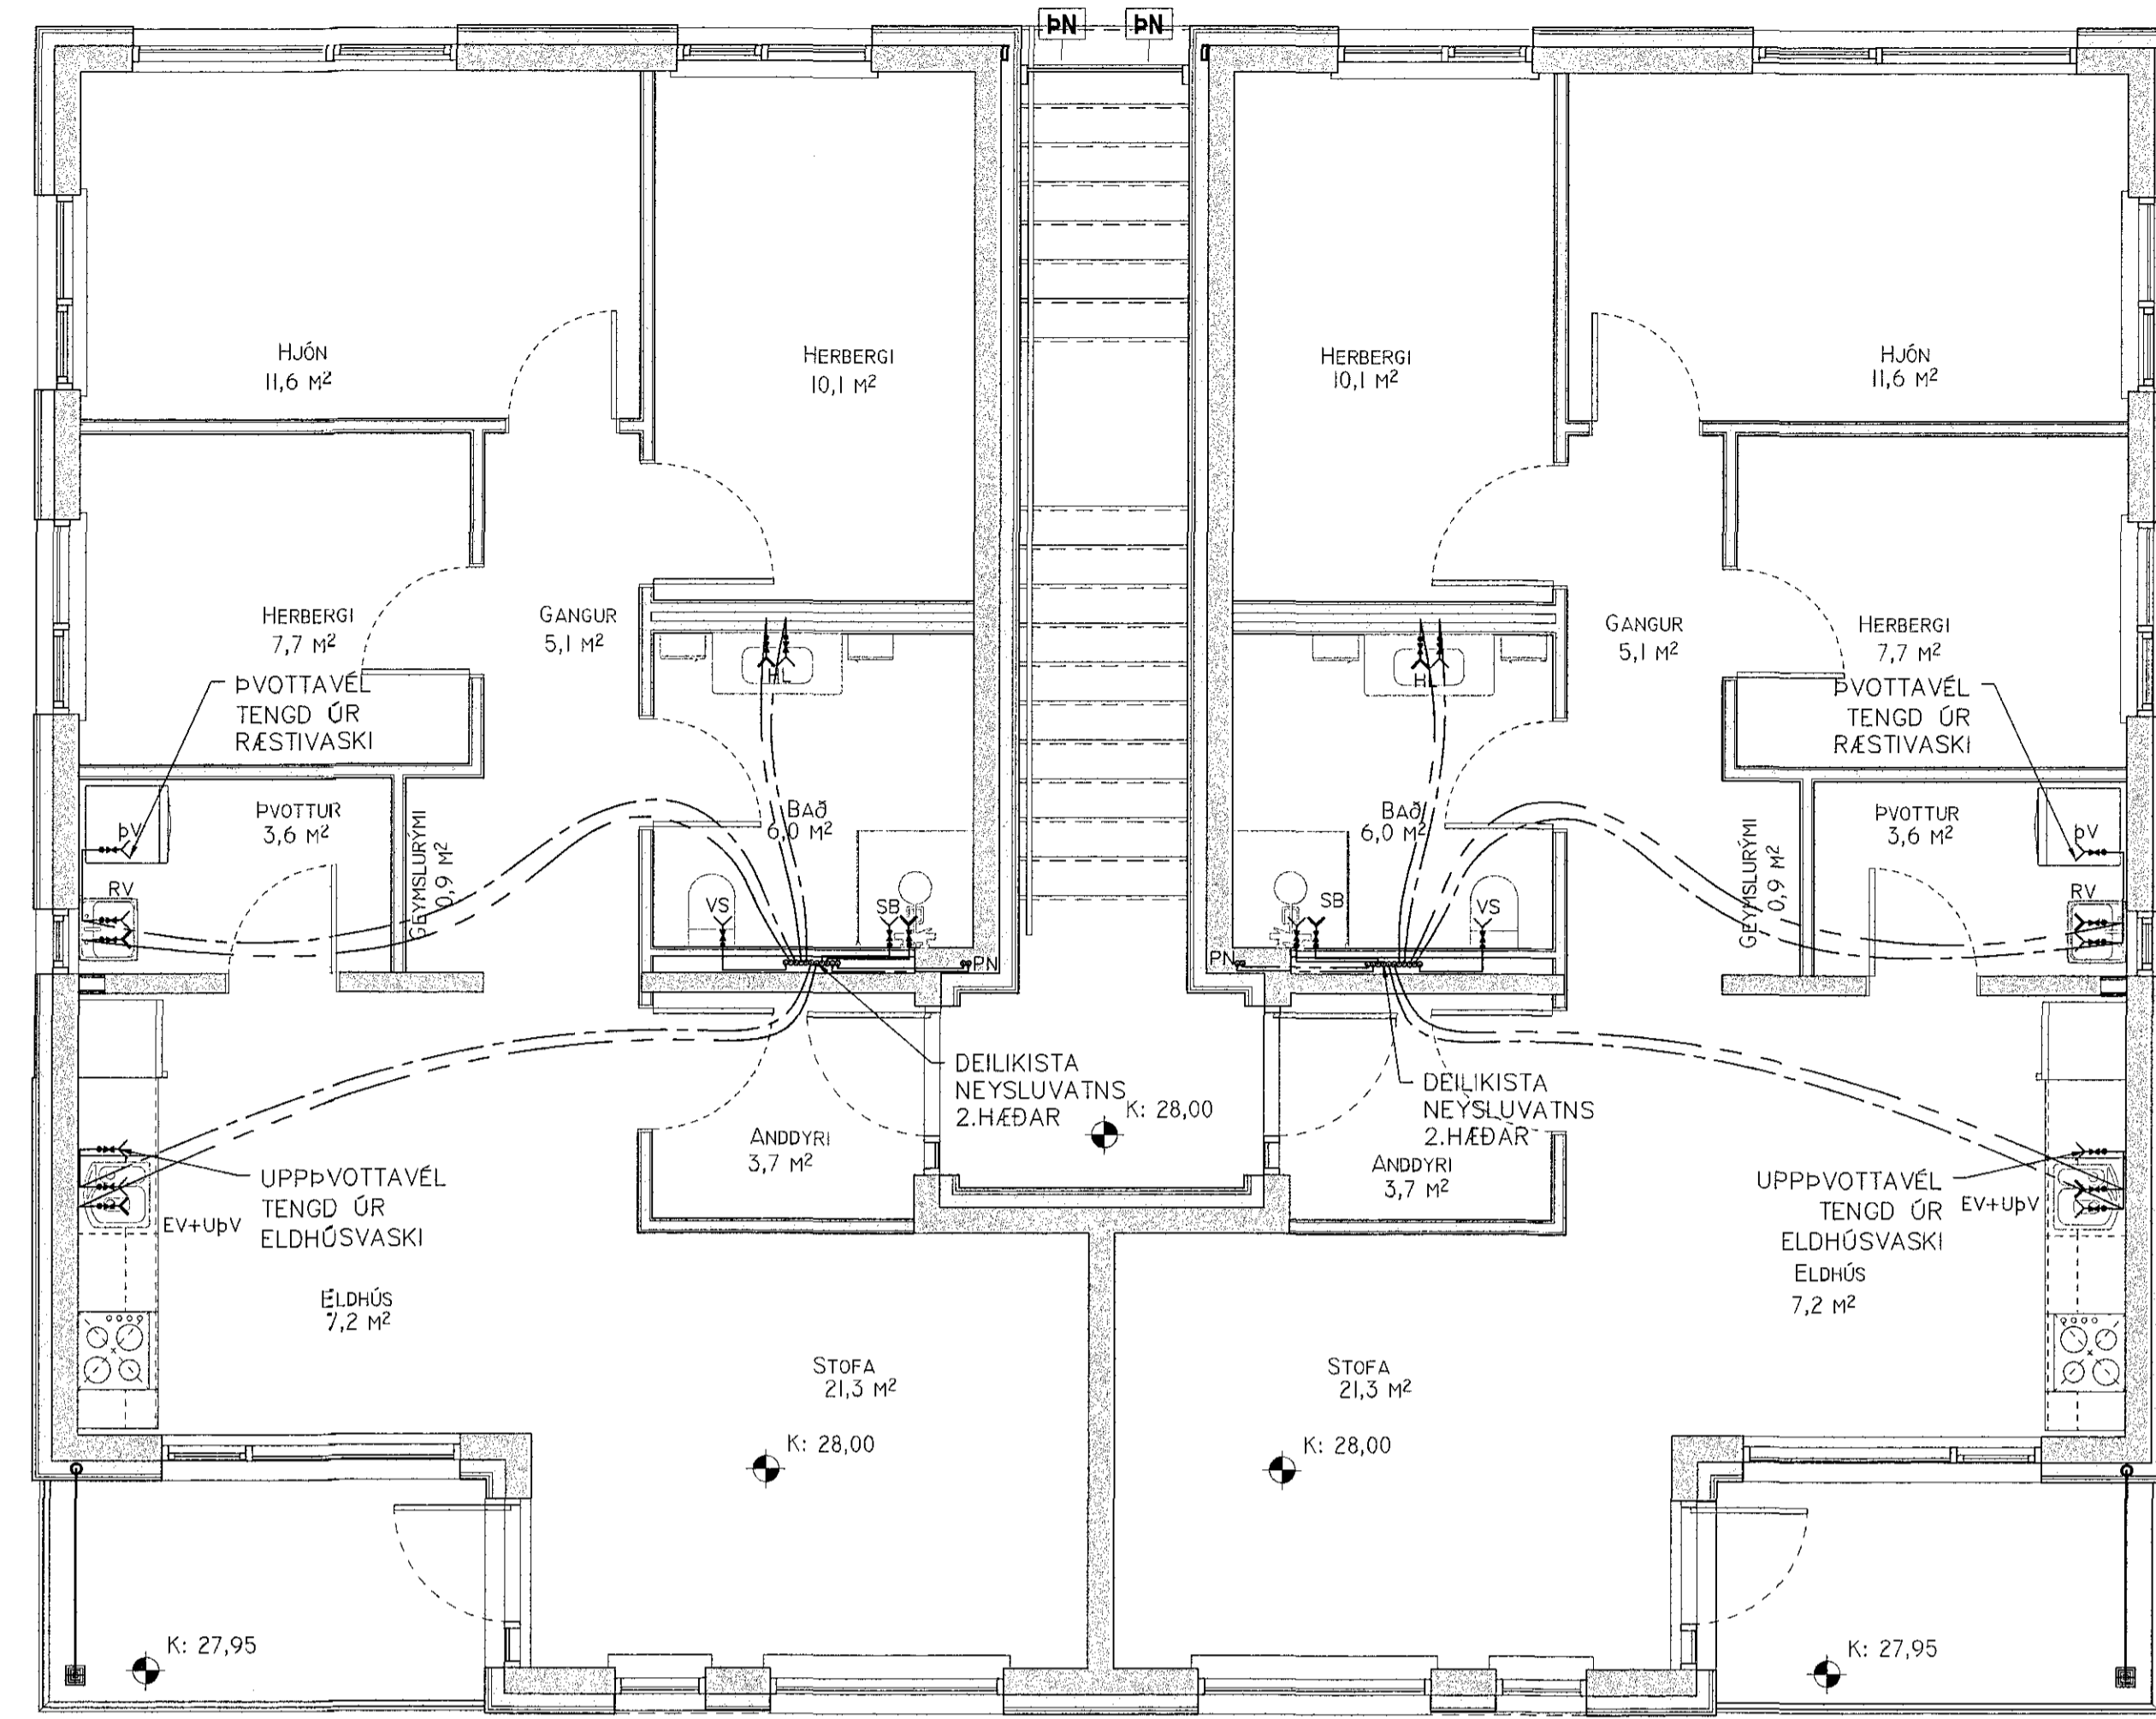 ÞN ÞN
HJÓN
11,6 M²
HERBERGI
10,1 M²
HERBERGI
10,1 M²
HJÓN
11,6 M²
HERBERGI
7,7 M²
GANGUR
5,1 M²
GANGUR
5,1 M²
HERBERGI
7,7 M²
ÞVOTTAVÉL
TENGD ÚR
RÆSTIVASKI
HL
HL
ÞVOTTAVÉL
TENGD ÚR
RÆSTIVASKI
ÞVOTTUR
3,6 M²
ÞV
RV
GEYMSLURÝMI
0,9 M²
BAÐ
6,0 M²
VS
SB
PN
BAÐ
6,0 M²
SB
VS
PN
GEYMSLURÝMI
0,9 M²
ÞVOTTUR
3,6 M²
ÞV
RV
DEILIKISTA
NEYSLUVATNS
2.HÆÐAR
K: 28,00
DEILIKISTA
NEYSLUVATNS
2.HÆÐAR
ANDDYRI
3,7 M²
ANDDYRI
3,7 M²
UPPÞVOTTAVÉL
TENGD ÚR
ELDHÚSVASKI
EV+UÞV
UPPÞVOTTAVÉL
TENGD ÚR
ELDHÚSVASKI
EV+UÞV
ELDHÚS
7,2 M²
ELDHÚS
7,2 M²
STOFA
21,3 M²
STOFA
21,3 M²
K: 28,00
K: 28,00
K: 27,95
K: 27,95